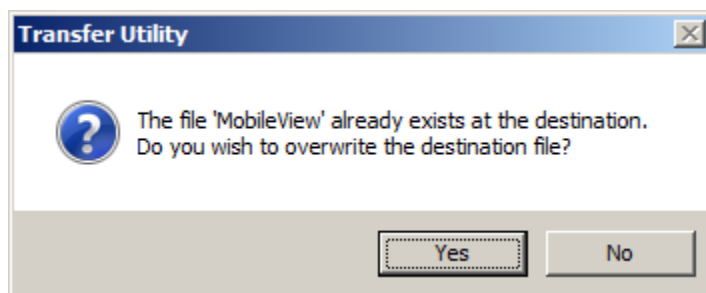 Transfer Utility
The file 'MobileView' already exists at the destination.
Do you wish to overwrite the destination file?
Yes
No